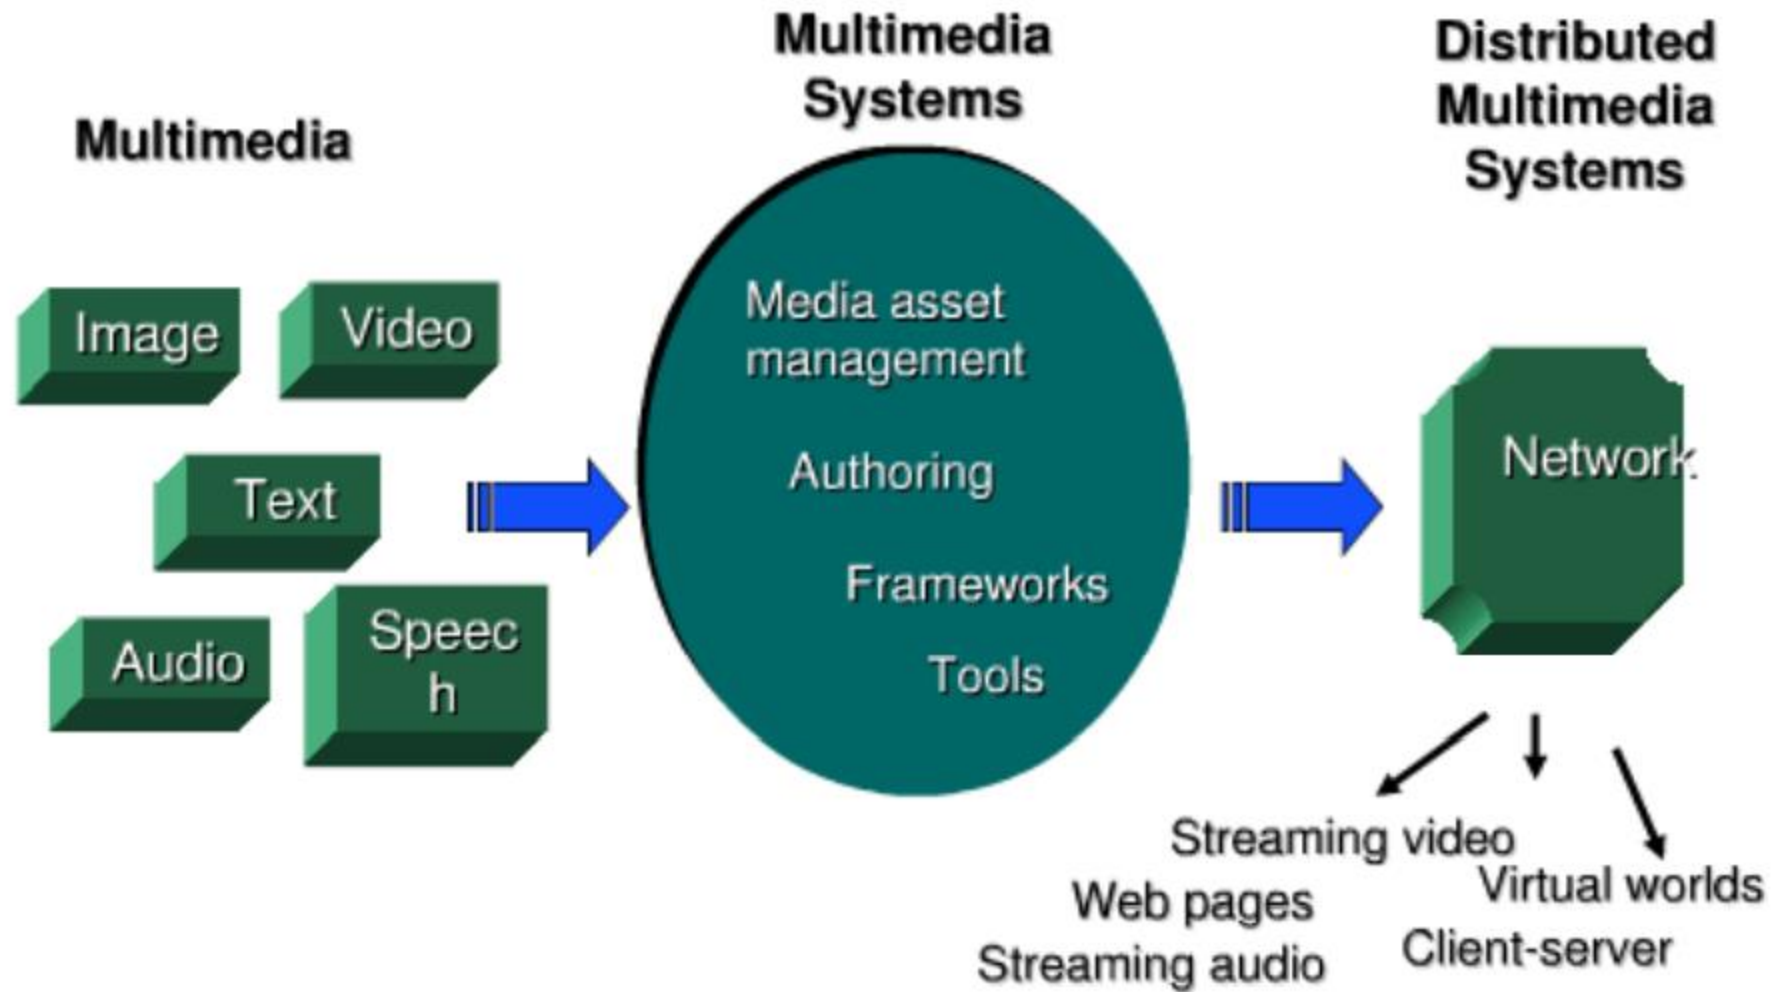 Multimedia
Image
Video
Text
Audio
Speec
h
Multimedia
Systems
Media asset
management
Authoring
Frameworks
Tools
Distributed
Multimedia
Systems
Network
Streaming video
Virtual worlds
Web pages
Client-server
Streaming audio